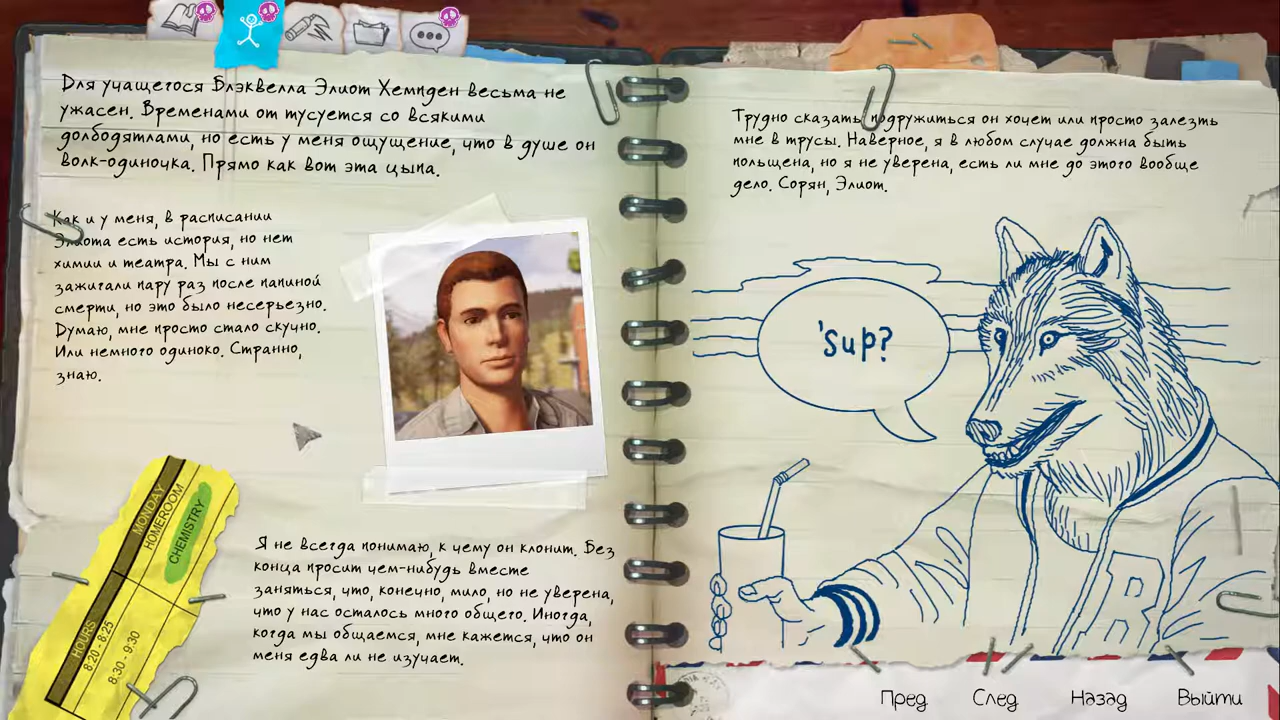 Для учащегося Блэквелла Элиот Хемпден весьма не
ужасен. Временами от тусуется со всякими
долбодятлами, но есть у меня ощущение, что в душе он
волк-одиночка. Прямо как вот эта цыпа.
Как и у меня, в расписании
Элиота есть история, но нет
химии и театра. Мы с ним
зажигали пару раз после папиной
смерти, но это было несерьезно.
Думаю, мне просто стало скучно.
Или немного одиноко. Странно,
знаю.
MONDAY
HOMEROOM
CHEMISTRY
HOURS
8:20 - 8:25
8:30 - 9:30
Я не всегда понимаю, к чему он клонит. Без
конца просит чем-нибудь вместе
заняться, что, конечно, мило, но не уверена,
что у нас осталось много общего. Иногда,
когда мы общаемся, мне кажется, что он
меня едва ли не изучает.
Трудно сказать, подружиться он хочет или просто залезть
мне в трусы. Наверное, я в любом случае должна быть
польщена, но я не уверена, есть ли мне до этого вообще
дело. Сорян, Элиот.
'sup?
B
Пред След Назад Выйти